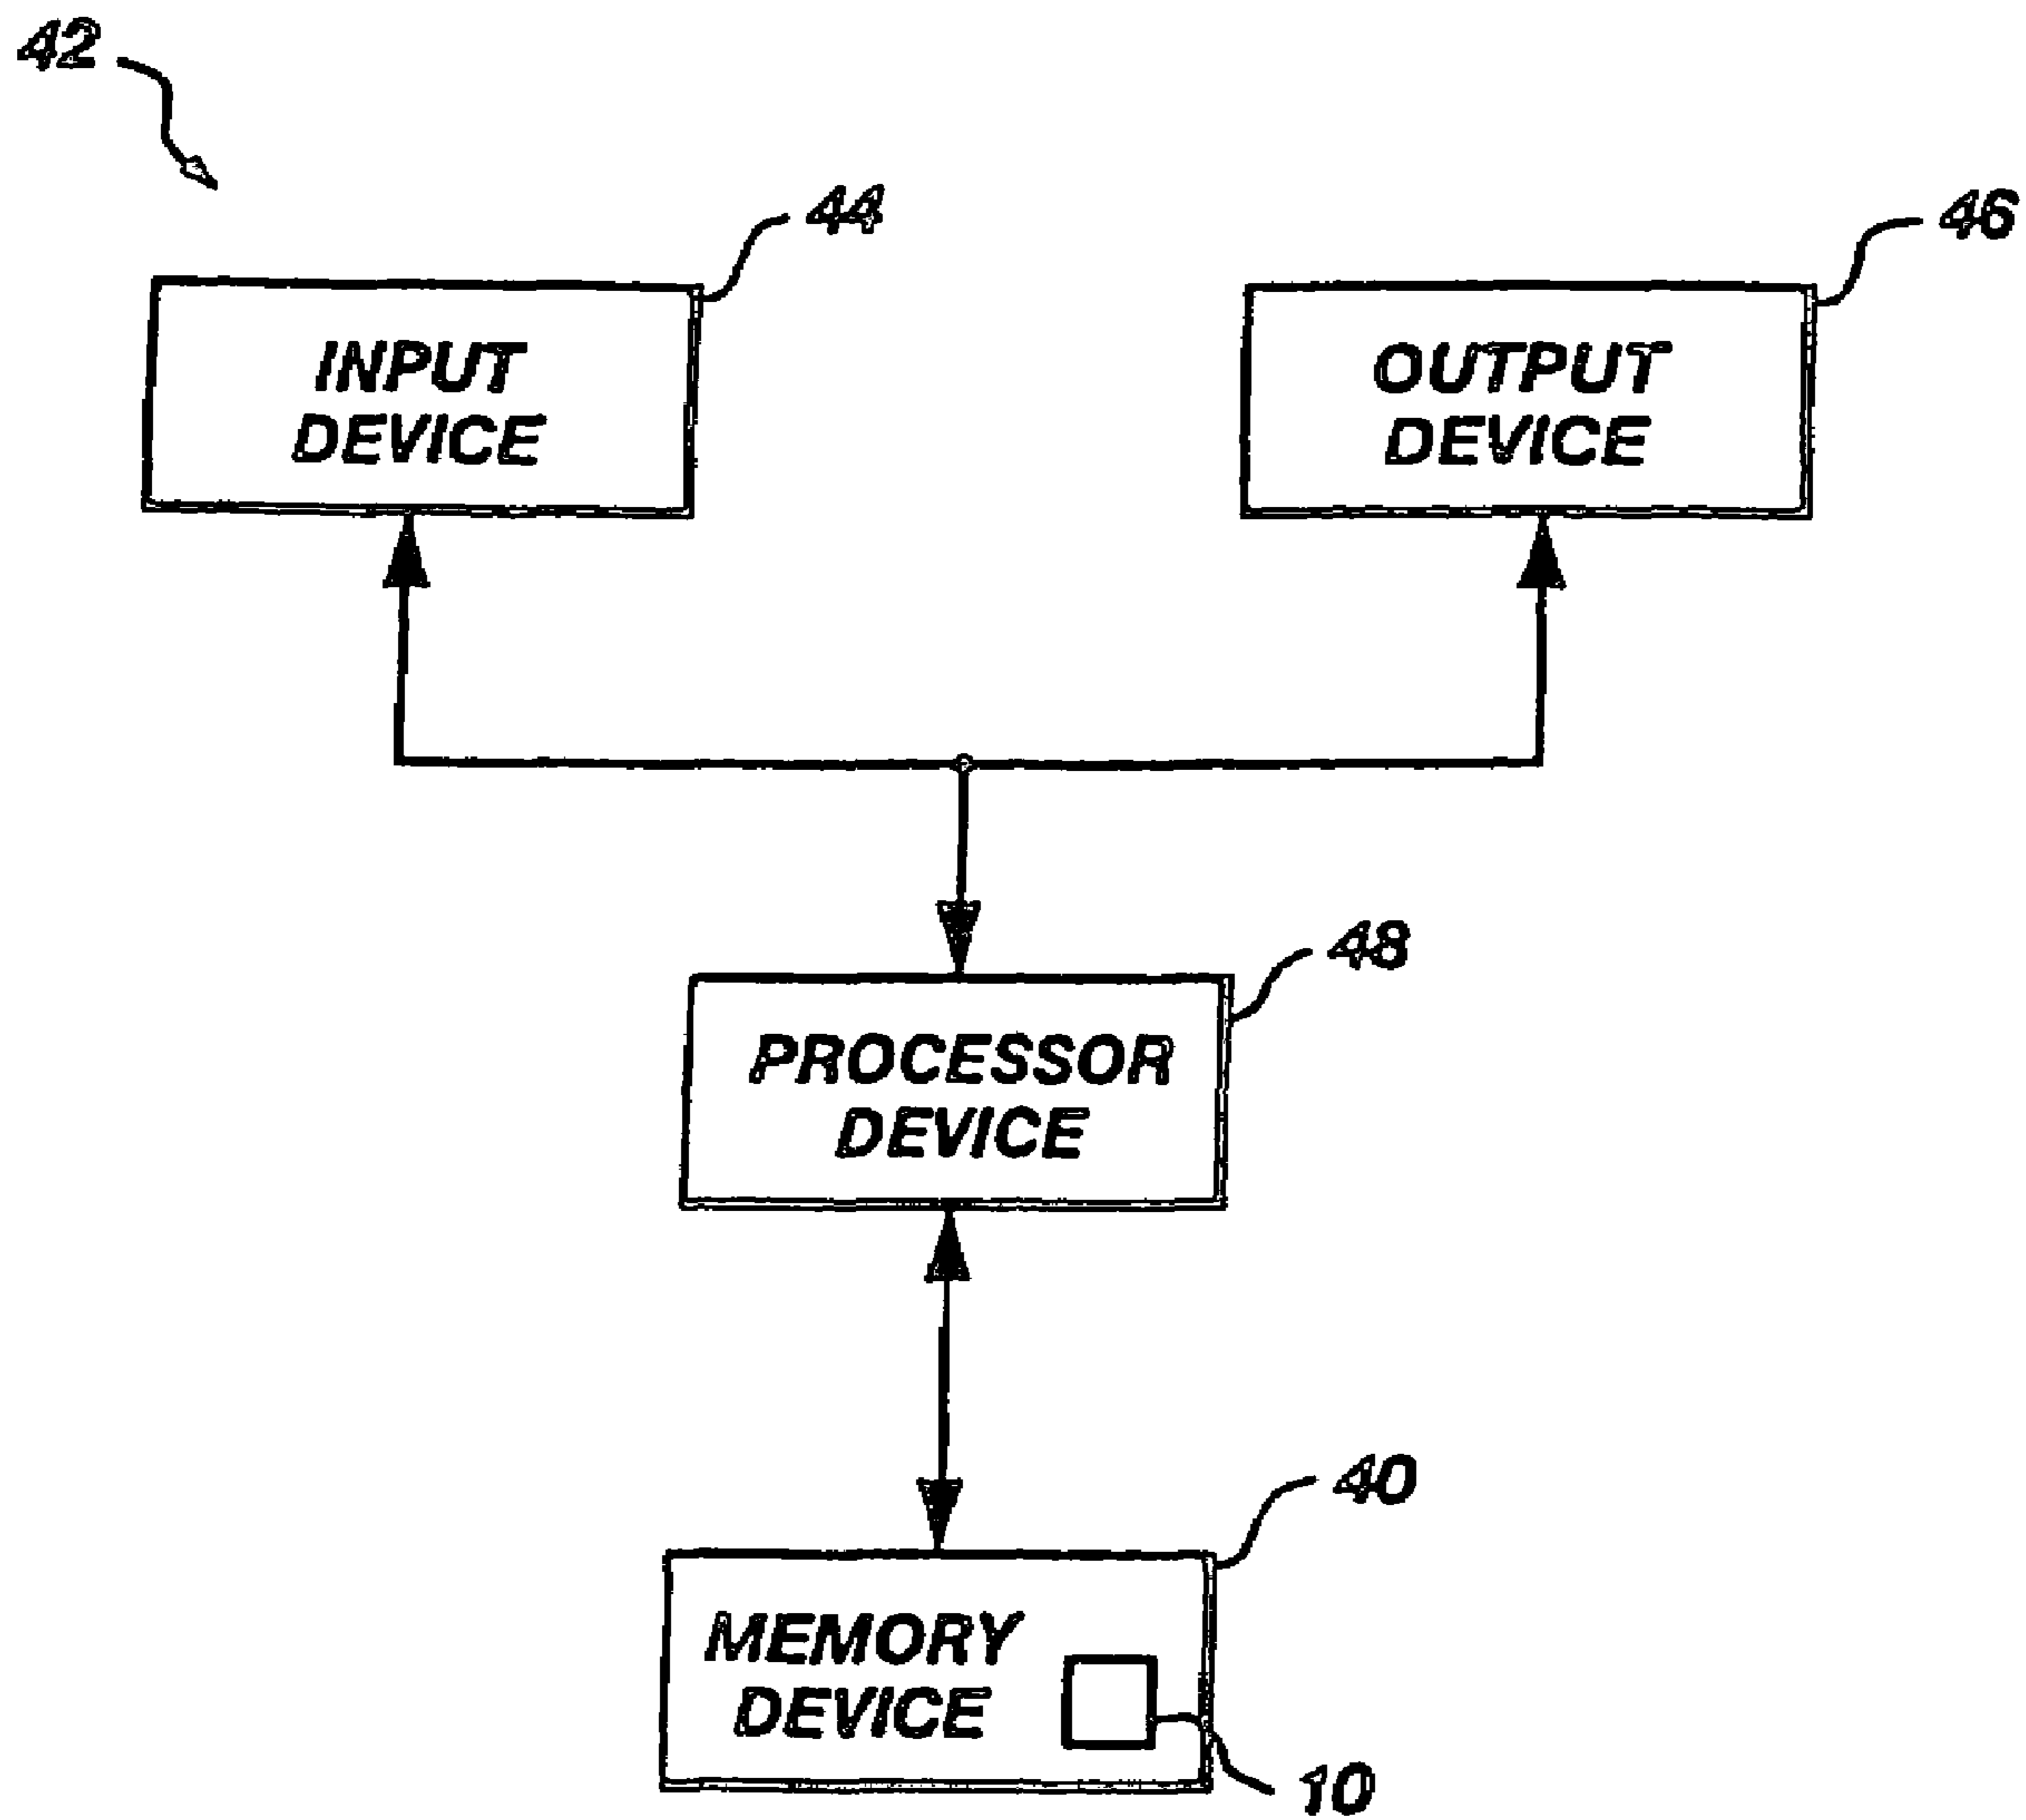 42
44
46
INPUT
DEVICE
OUTPUT
DEVICE
48
PROCESSOR
DEVICE
40
MEMORY
DEVICE
10